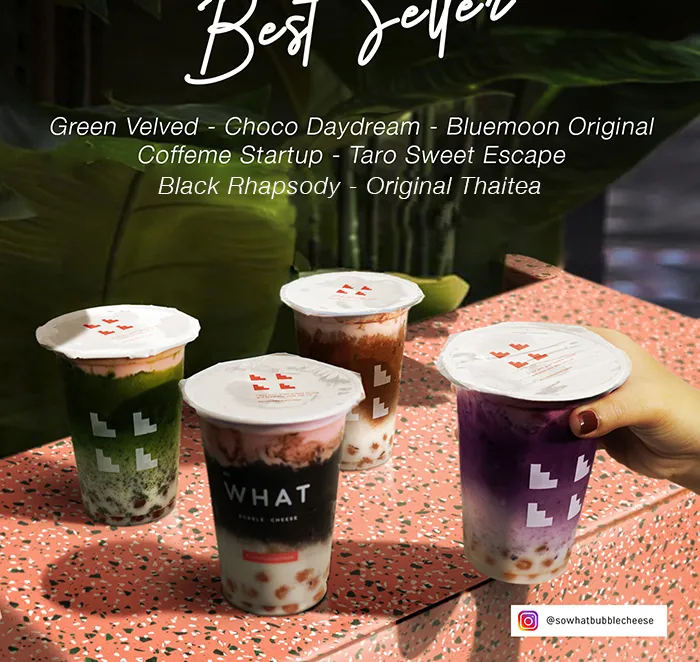 Best Seller
Green Velved - Choco Daydream - Bluemoon Original
Coffeme Startup - Taro Sweet Escape
Black Rhapsody - Original Thaitea
WHAT
BUBBLE CHEESE
@sowhatbubblecheese